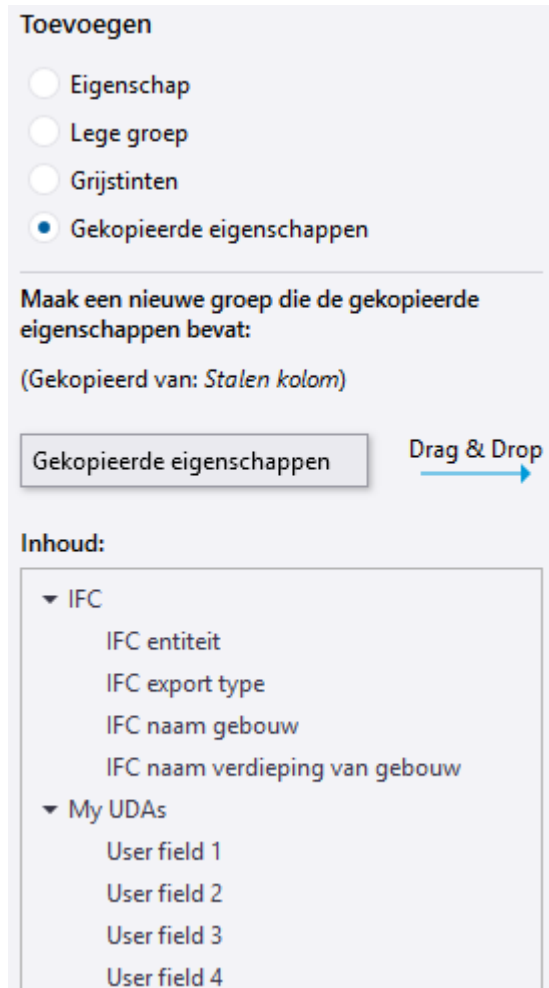 Toevoegen
Eigenschap
Lege groep
Grijstinten
Gekopieerde eigenschappen
Maak een nieuwe groep die de gekopieerde
eigenschappen bevat:
(Gekopieerd van: Stalen kolom)
Gekopieerde eigenschappen
Drag & Drop
Inhoud:
IFC
IFC entiteit
IFC export type
IFC naam gebouw
IFC naam verdieping van gebouw
My UDAs
User field 1
User field 2
User field 3
User field 4